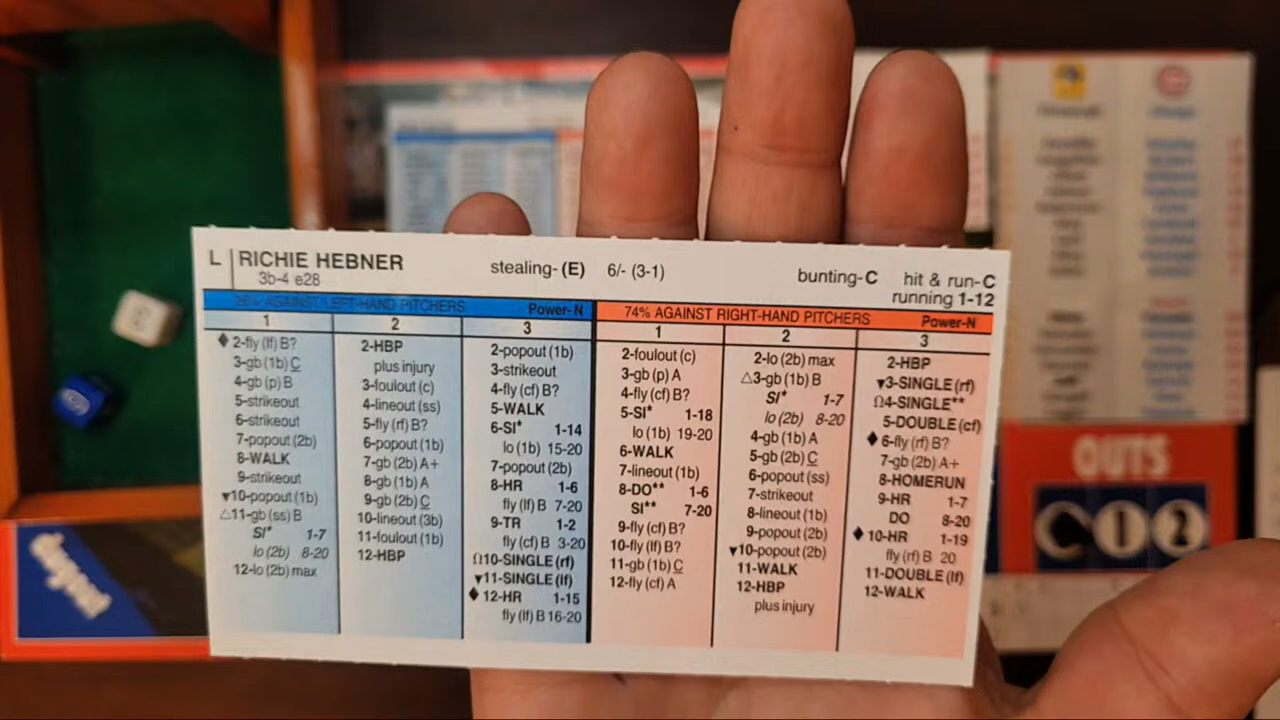 L RICHIE HEBNER stealing-(E) 6/- (3-1) bunting-C hit & run-C
3b-4 e28 running 1-12
26% AGAINST LEFT-HAND PITCHERS Power-N
1 2 3
♦2-fly (lf) B?
3-gb (1b) C
4-gb (p) B
5-strikeout
6-strikeout
7-popout (2b)
8-WALK
9-strikeout
▼10-popout (1b)
△11-gb (ss) B
SI* 1-7
lo (2b) 8-20
12-lo (2b) max
2-HBP
plus injury
3-foulout (c)
4-lineout (ss)
5-fly (rf) B?
6-popout (1b)
7-gb (2b) A+
8-gb (1b) A
9-gb (2b) C
10-lineout (3b)
11-foulout (1b)
12-HBP
2-popout (1b)
3-strikeout
4-fly (cf) B?
5-WALK
6-SI* 1-14
lo (1b) 15-20
7-popout (2b)
8-HR 1-6
fly (lf) B 7-20
9-TR 1-2
fly (cf) B 3-20
Ω10-SINGLE (rf)
▼11-SINGLE (lf)
♦12-HR 1-15
fly (lf) B 16-20
74% AGAINST RIGHT-HAND PITCHERS Power-N
1 2 3
2-foulout (c)
3-gb (p) A
4-fly (cf) B?
5-SI* 1-18
lo (1b) 19-20
6-WALK
7-lineout (1b)
8-DO** 1-6
SI** 7-20
9-fly (cf) B?
10-fly (lf) B?
11-gb (1b) C
12-fly (cf) A
2-lo (2b) max
△3-gb (1b) B
SI* 1-7
lo (2b) 8-20
4-gb (1b) A
5-gb (2b) C
6-popout (ss)
7-strikeout
8-lineout (1b)
9-popout (2b)
▼10-popout (2b)
11-WALK
12-HBP
plus injury
2-HBP
▼3-SINGLE (rf)
Ω4-SINGLE**
5-DOUBLE (cf)
♦6-fly (rf) B?
7-gb (2b) A+
8-HOMERUN
9-HR 1-7
DO 8-20
♦10-HR 1-19
fly (rf) B 20
11-DOUBLE (lf)
12-WALK
OUTS
0 1 2